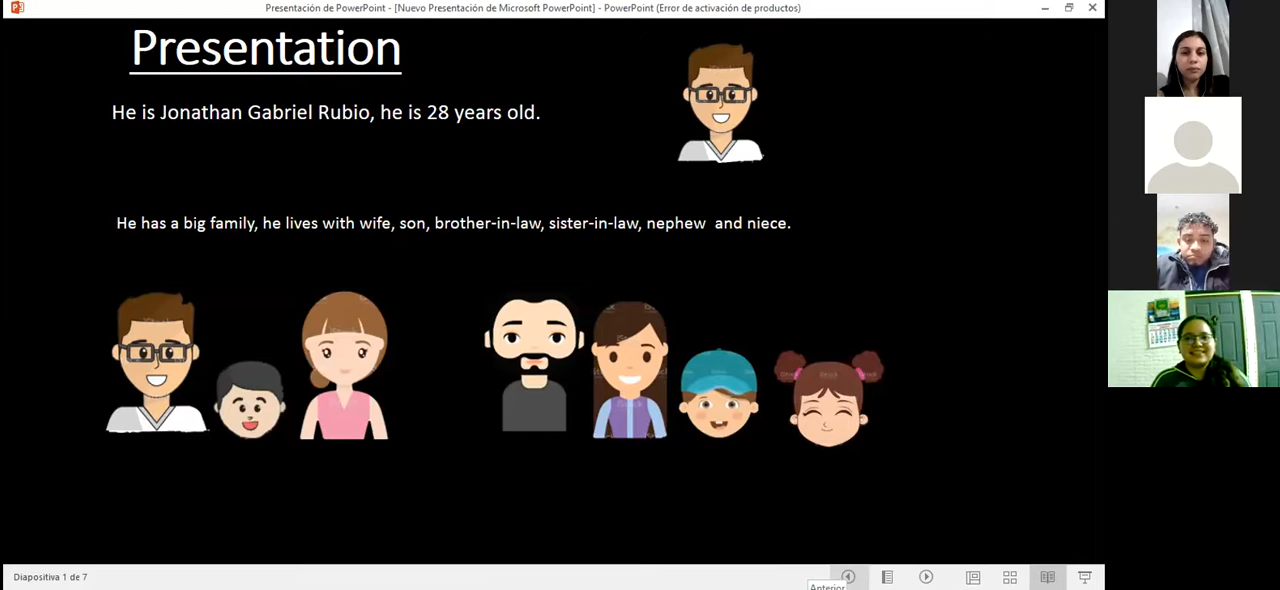 Presentación de PowerPoint - [Nuevo Presentación de Microsoft PowerPoint] - PowerPoint (Error de activación de productos)
Presentation
He is Jonathan Gabriel Rubio, he is 28 years old.
He has a big family, he lives with wife, son, brother-in-law, sister-in-law, nephew and niece.
Diapositiva 1 de 7
Anterior